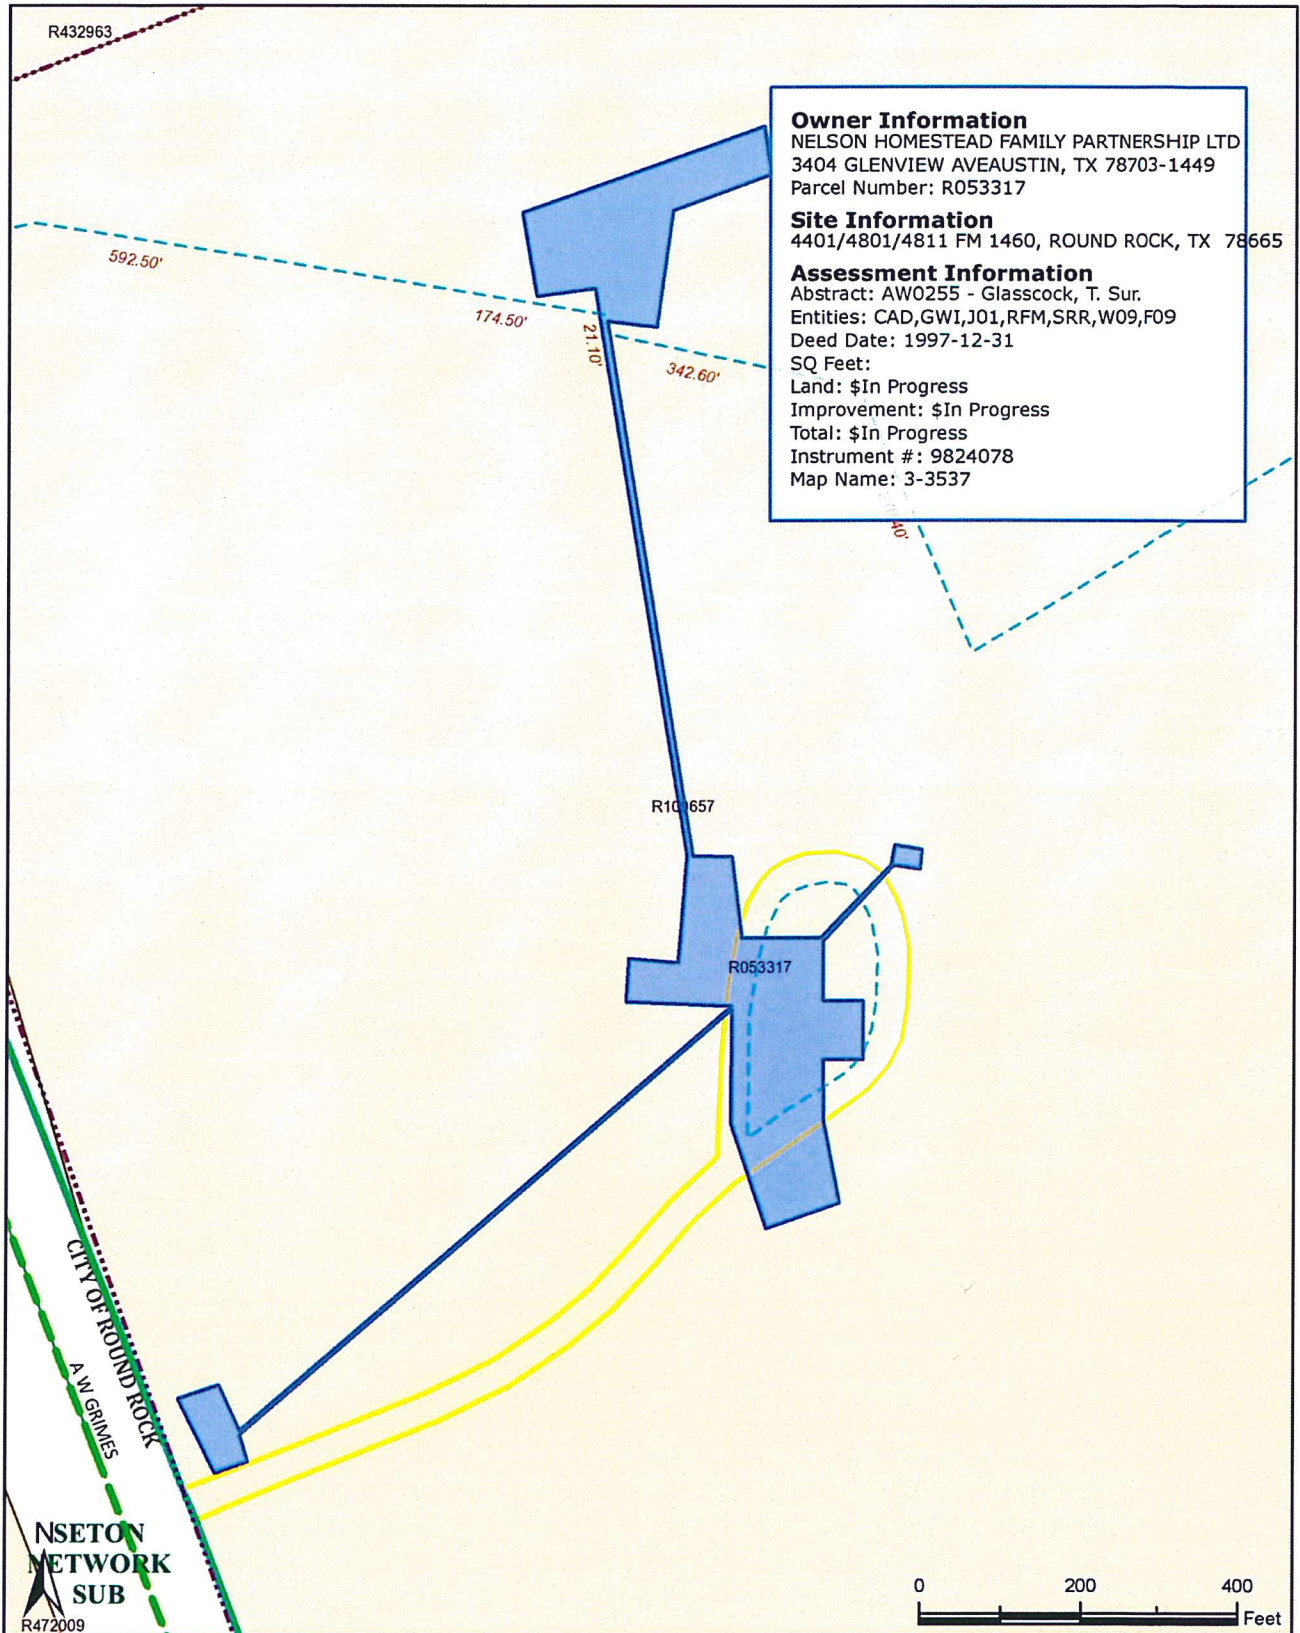 R432963
Owner Information
NELSON HOMESTEAD FAMILY PARTNERSHIP LTD
3404 GLENVIEW AVEAUSTIN, TX 78703-1449
Parcel Number: R053317
Site Information
4401/4801/4811 FM 1460, ROUND ROCK, TX 78665
Assessment Information
Abstract: AW0255 - Glasscock, T. Sur.
Entities: CAD,GWI,J01,RFM,SRR,W09,F09
Deed Date: 1997-12-31
SQ Feet:
Land: $In Progress
Improvement: $In Progress
Total: $In Progress
Instrument #: 9824078
Map Name: 3-3537
592.50'
174.50'
21.10'
342.60'
R053317
CITY OF ROUND ROCK
A W GRIMES
N
SETON
NETWORK
SUB
R472009
0 200 400
Feet